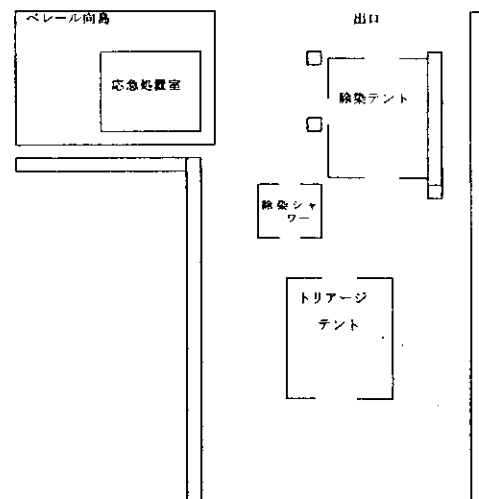 ベレール向島
出口
応急処置室
除染テント
除染シャ
ワー
トリアージ
テント